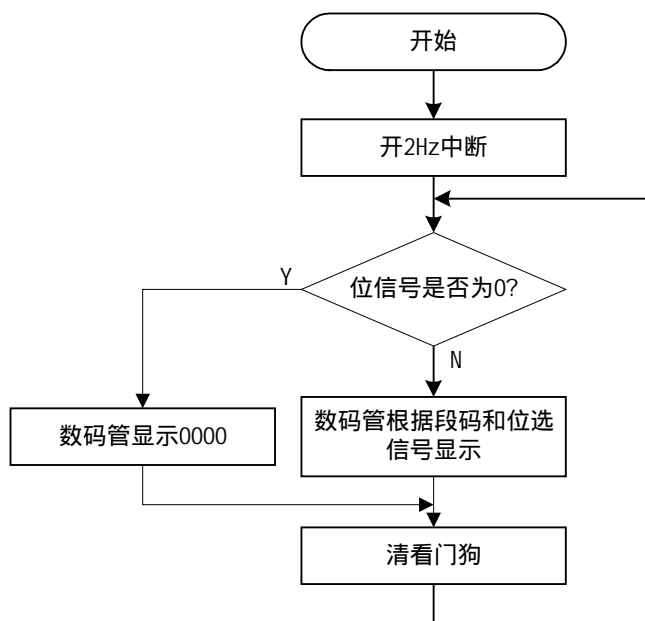 开始
开2Hz中断
位信号是否为0?
Y
N
数码管显示0000
数码管根据段码和位选
信号显示
清看门狗